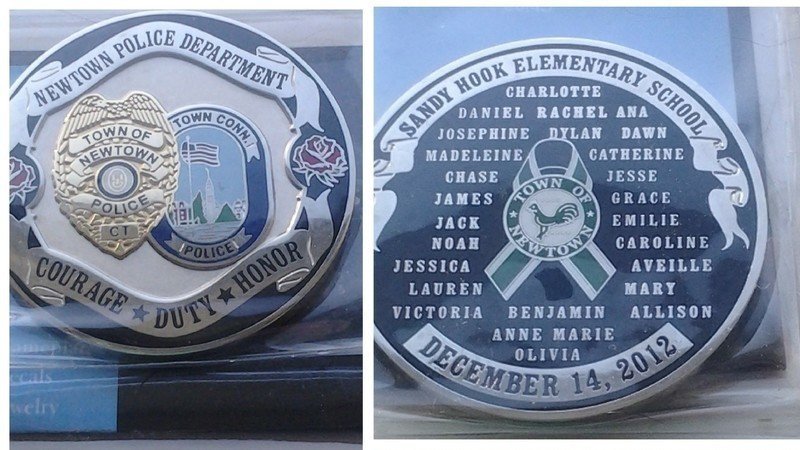 NEWTOWN POLICE DEPARTMENT
TOWN OF
NEWTOWN
POLICE
CT
TOWN CONN.
POLICE
COURAGE ★ DUTY ★ HONOR
welry
SANDY HOOK ELEMENTARY SCHOOL
CHARLOTTE
DANIEL RACHEL ANA
JOSEPHINE DYLAN DAWN
MADELEINE CATHERINE
CHASE JESSE
JAMES GRACE
JACK EMILIE
NOAH CAROLINE
JESSICA AVEILLE
LAUREN MARY
VICTORIA BENJAMIN ALLISON
ANNE MARIE
OLIVIA
TOWN OF
NEWTOWN
DECEMBER 14, 2012